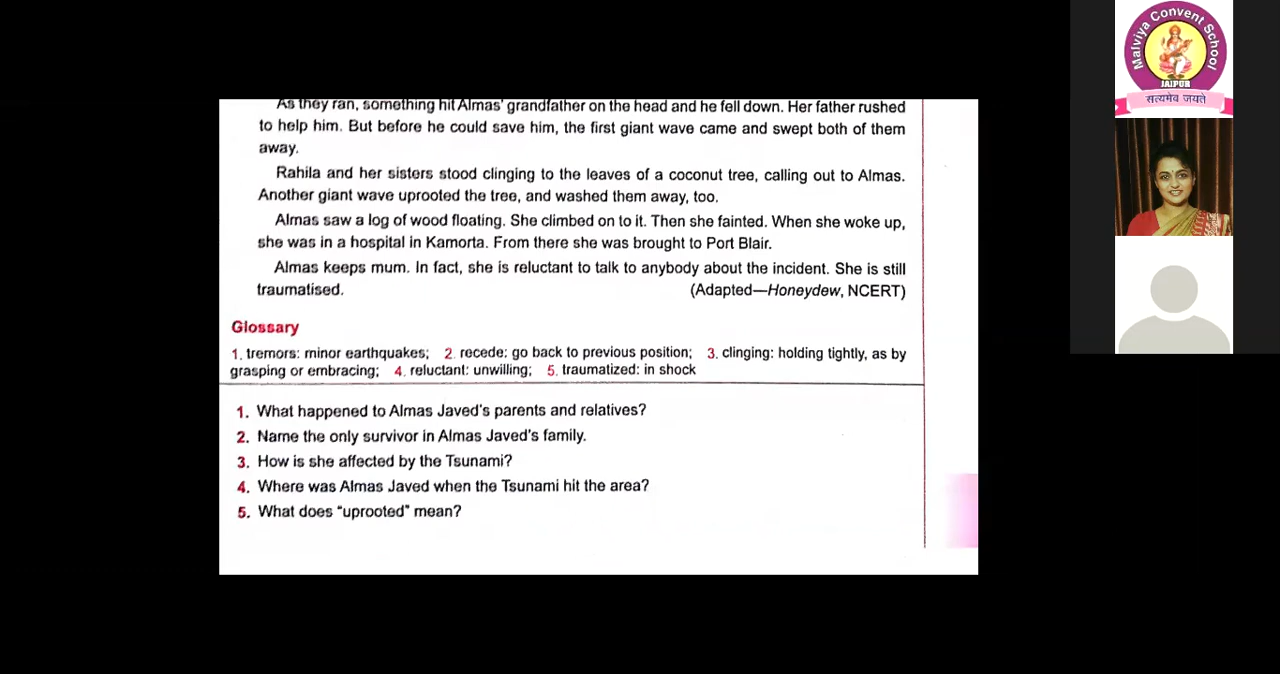 As they ran, something hit Almas' grandfather on the head and he fell down. Her father rushed
to help him. But before he could save him, the first giant wave came and swept both of them
away.
Rahila and her sisters stood clinging to the leaves of a coconut tree, calling out to Almas.
Another giant wave uprooted the tree, and washed them away, too.
Almas saw a log of wood floating. She climbed on to it. Then she fainted. When she woke up,
she was in a hospital in Kamorta. From there she was brought to Port Blair.
Almas keeps mum. In fact, she is reluctant to talk to anybody about the incident. She is still
traumatised. (Adapted—Honeydew, NCERT)
Glossary
1. tremors: minor earthquakes; 2. recede: go back to previous position; 3. clinging: holding tightly, as by
grasping or embracing; 4. reluctant: unwilling; 5. traumatized: in shock
1. What happened to Almas Javed's parents and relatives?
2. Name the only survivor in Almas Javed's family.
3. How is she affected by the Tsunami?
4. Where was Almas Javed when the Tsunami hit the area?
5. What does "uprooted" mean?
Malviya Convent School
JAIPUR
सत्यमेव जयते